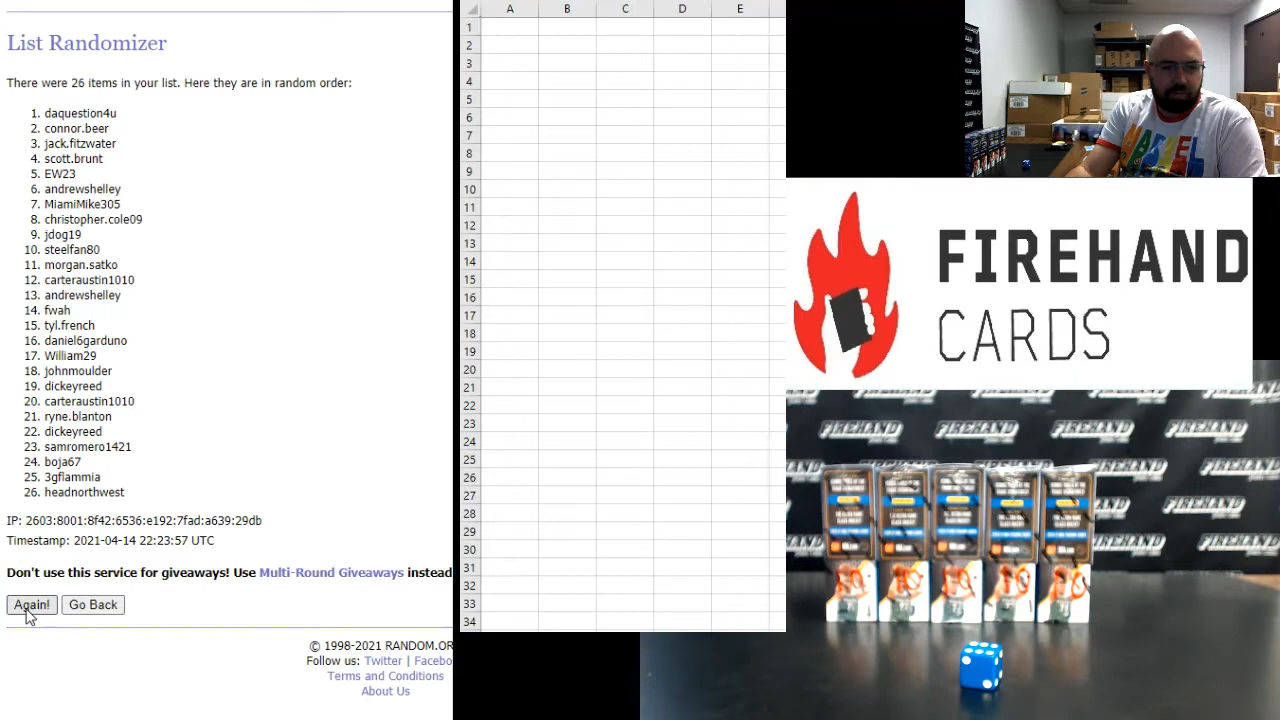 List Randomizer
There were 26 items in your list. Here they are in random order:
1. daquestion4u
2. connor.beer
3. jack.fitzwater
4. scott.brunt
5. EW23
6. andrewshelley
7. MiamiMike305
8. christopher.cole09
9. jdog19
10. steelfan80
11. morgan.satko
12. carteraustin1010
13. andrewshelley
14. fwah
15. tyl.french
16. daniel6garduno
17. William29
18. johnmoulder
19. dickeyreed
20. carteraustin1010
21. ryne.blanton
22. dickeyreed
23. samromero1421
24. boja67
25. 3gflammia
26. headnorthwest
IP: 2603:8001:8f42:6536:e192:7fad:a639:29db
Timestamp: 2021-04-14 22:23:57 UTC
Don't use this service for giveaways! Use Multi-Round Giveaways instead
Again! Go Back
© 1998-2021 RANDOM.OR
Follow us: Twitter | Facebo
Terms and Conditions
About Us
A B C D E
1
2
3
4
5
6
7
8
9
10
11
12
13
14
15
16
17
18
19
20
21
22
23
24
25
26
27
28
29
30
31
32
33
34
MARVEL
FIREHAND
CARDS
FIREHAND FIREHAND FIREHAND